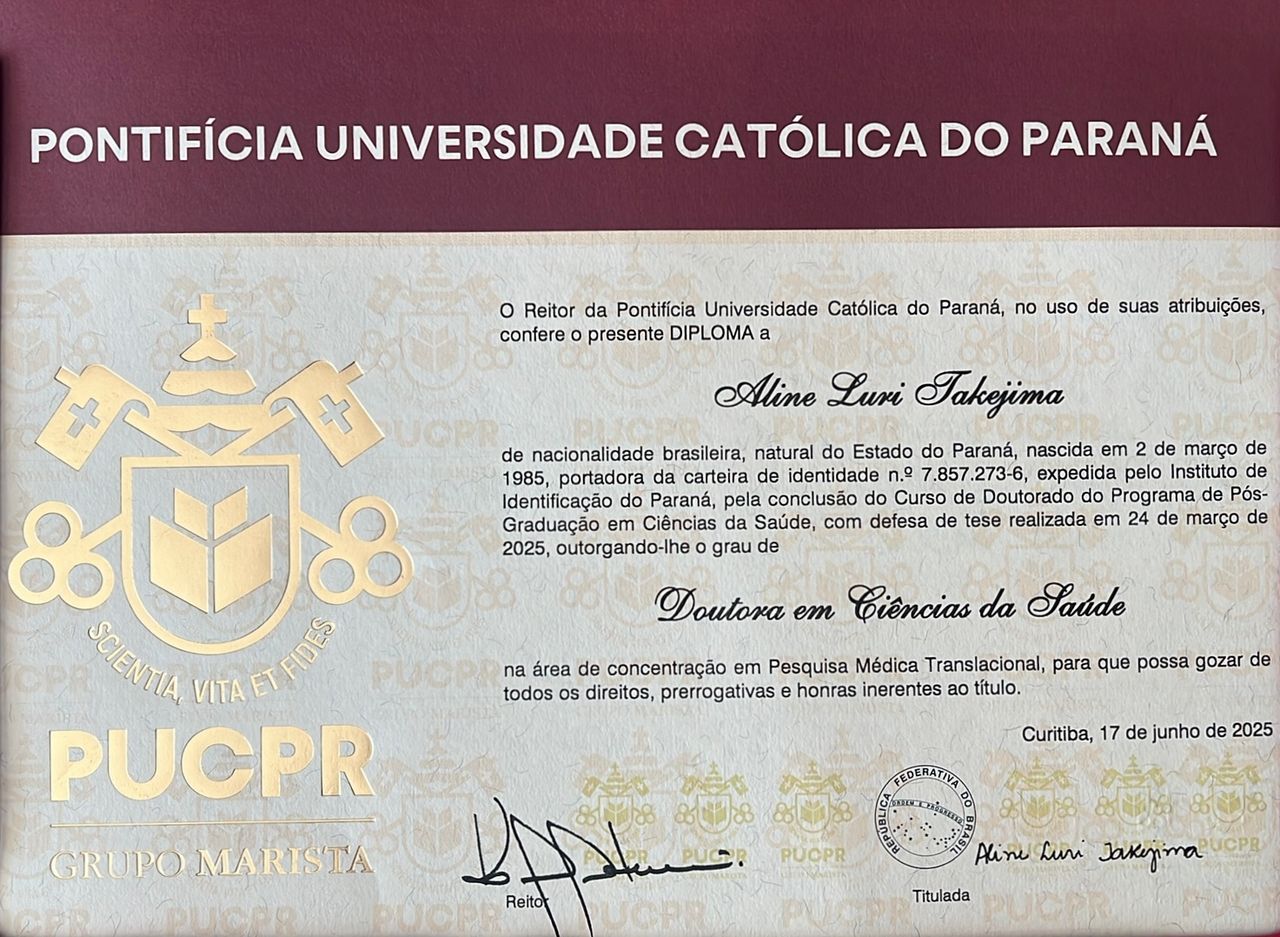 PONTIFÍCIA UNIVERSIDADE CATÓLICA DO PARANÁ
O Reitor da Pontifícia Universidade Católica do Paraná, no uso de suas atribuições,
confere o presente DIPLOMA a
Aline Luri Takejima
de nacionalidade brasileira, natural do Estado do Paraná, nascida em 2 de março de
1985, portadora da carteira de identidade n.º 7.857.273-6, expedida pelo Instituto de
Identificação do Paraná, pela conclusão do Curso de Doutorado do Programa de Pós-
Graduação em Ciências da Saúde, com defesa de tese realizada em 24 de março de
2025, outorgando-lhe o grau de
Doutora em Ciências da Saúde
na área de concentração em Pesquisa Médica Translacional, para que possa gozar de
todos os direitos, prerrogativas e honras inerentes ao título.
Curitiba, 17 de junho de 2025
SCIENTIA, VITA ET FIDES
PUCPR
GRUPO MARISTA
REPÚBLICA FEDERATIVA DO BRASIL
ORDEM E PROGRESSO
Aline Luri Takejima
Reitor
Titulada